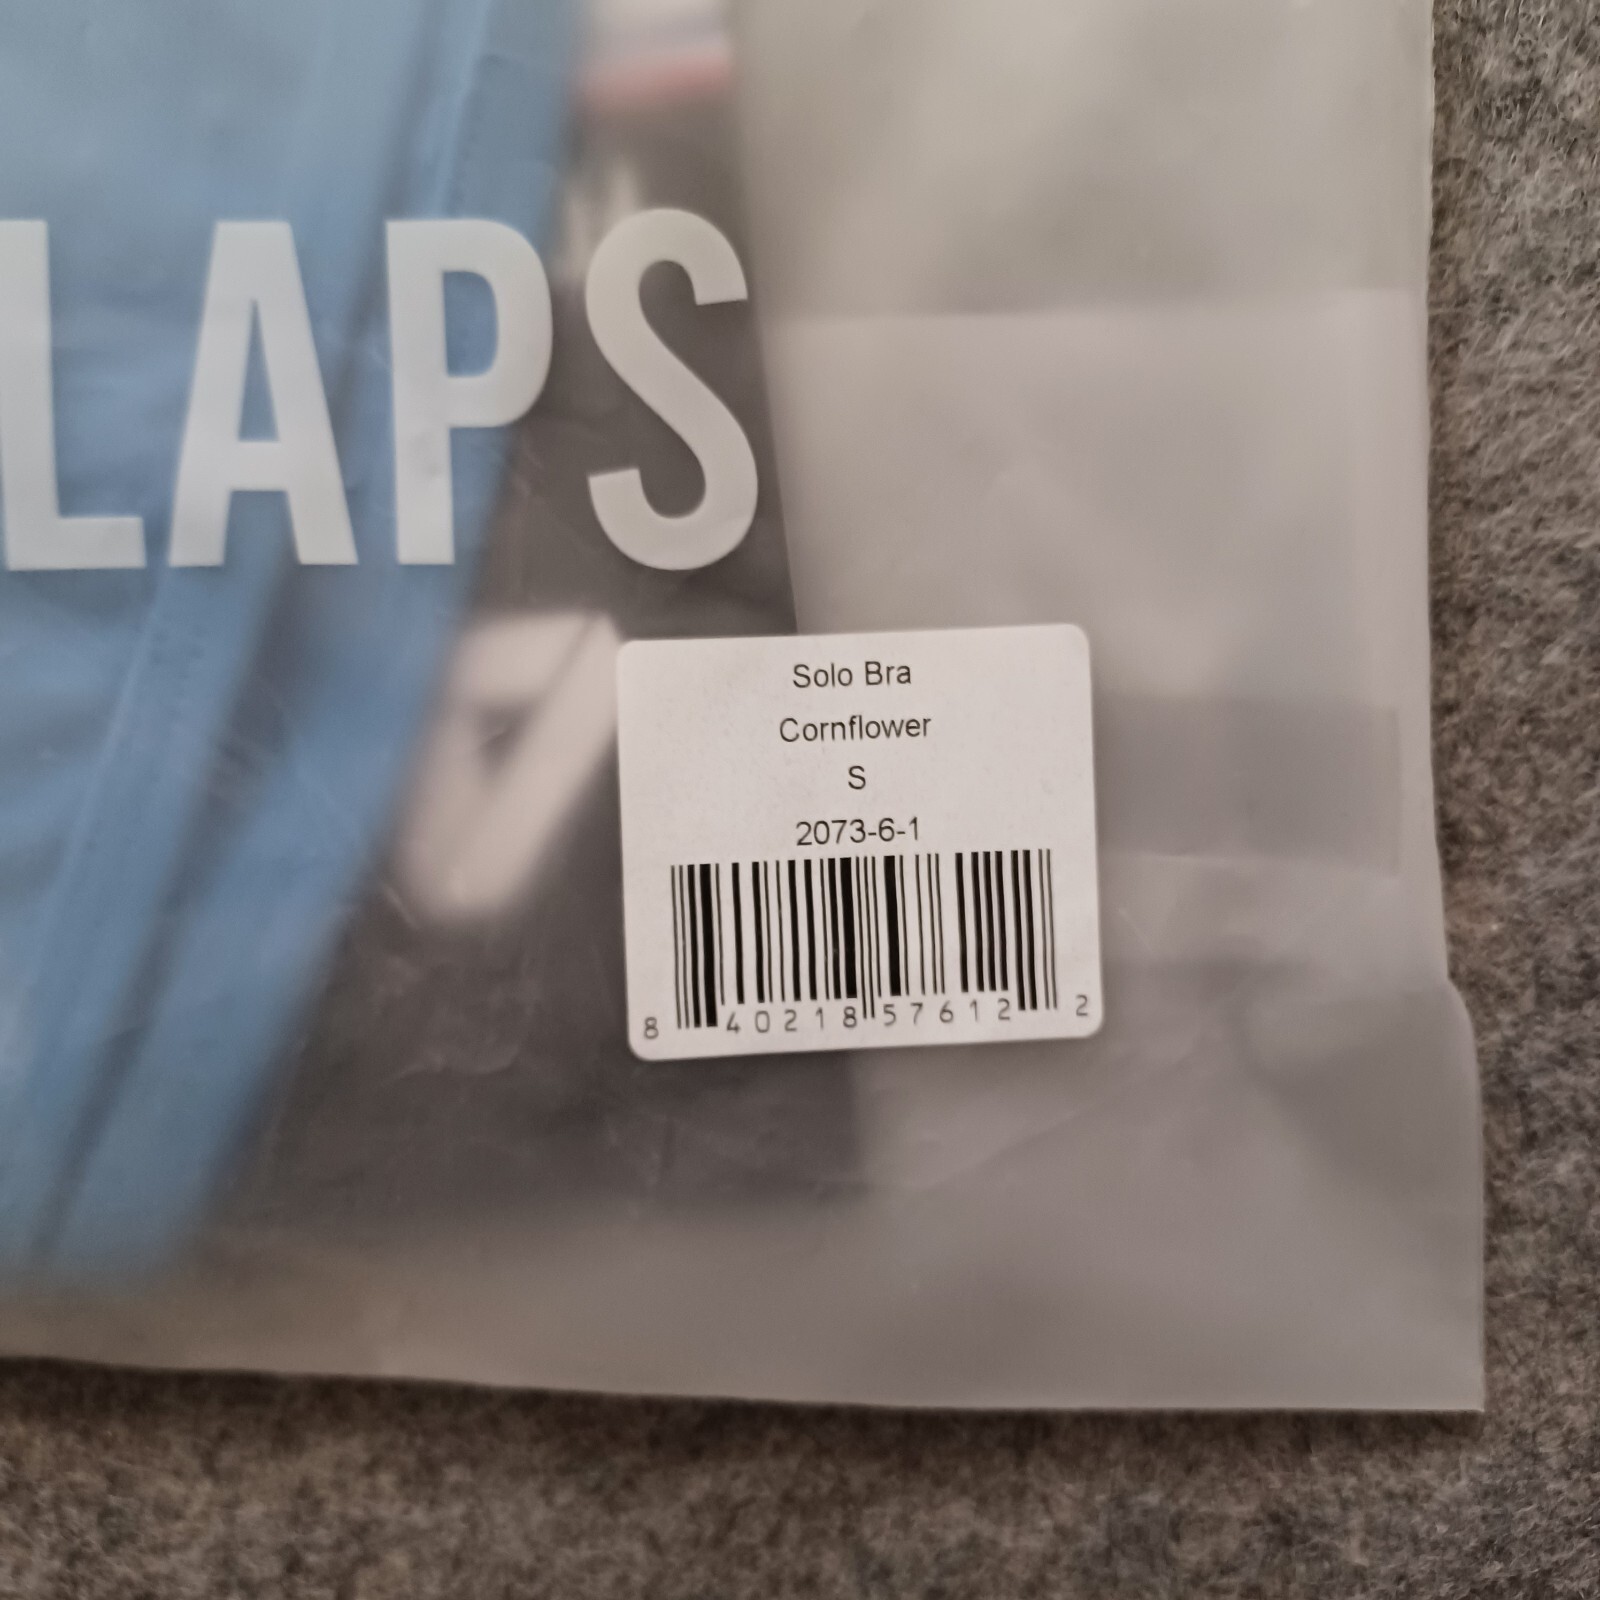 LAPS
Solo Bra
Cornflower
S
2073-6-1
8 40218 57612 2